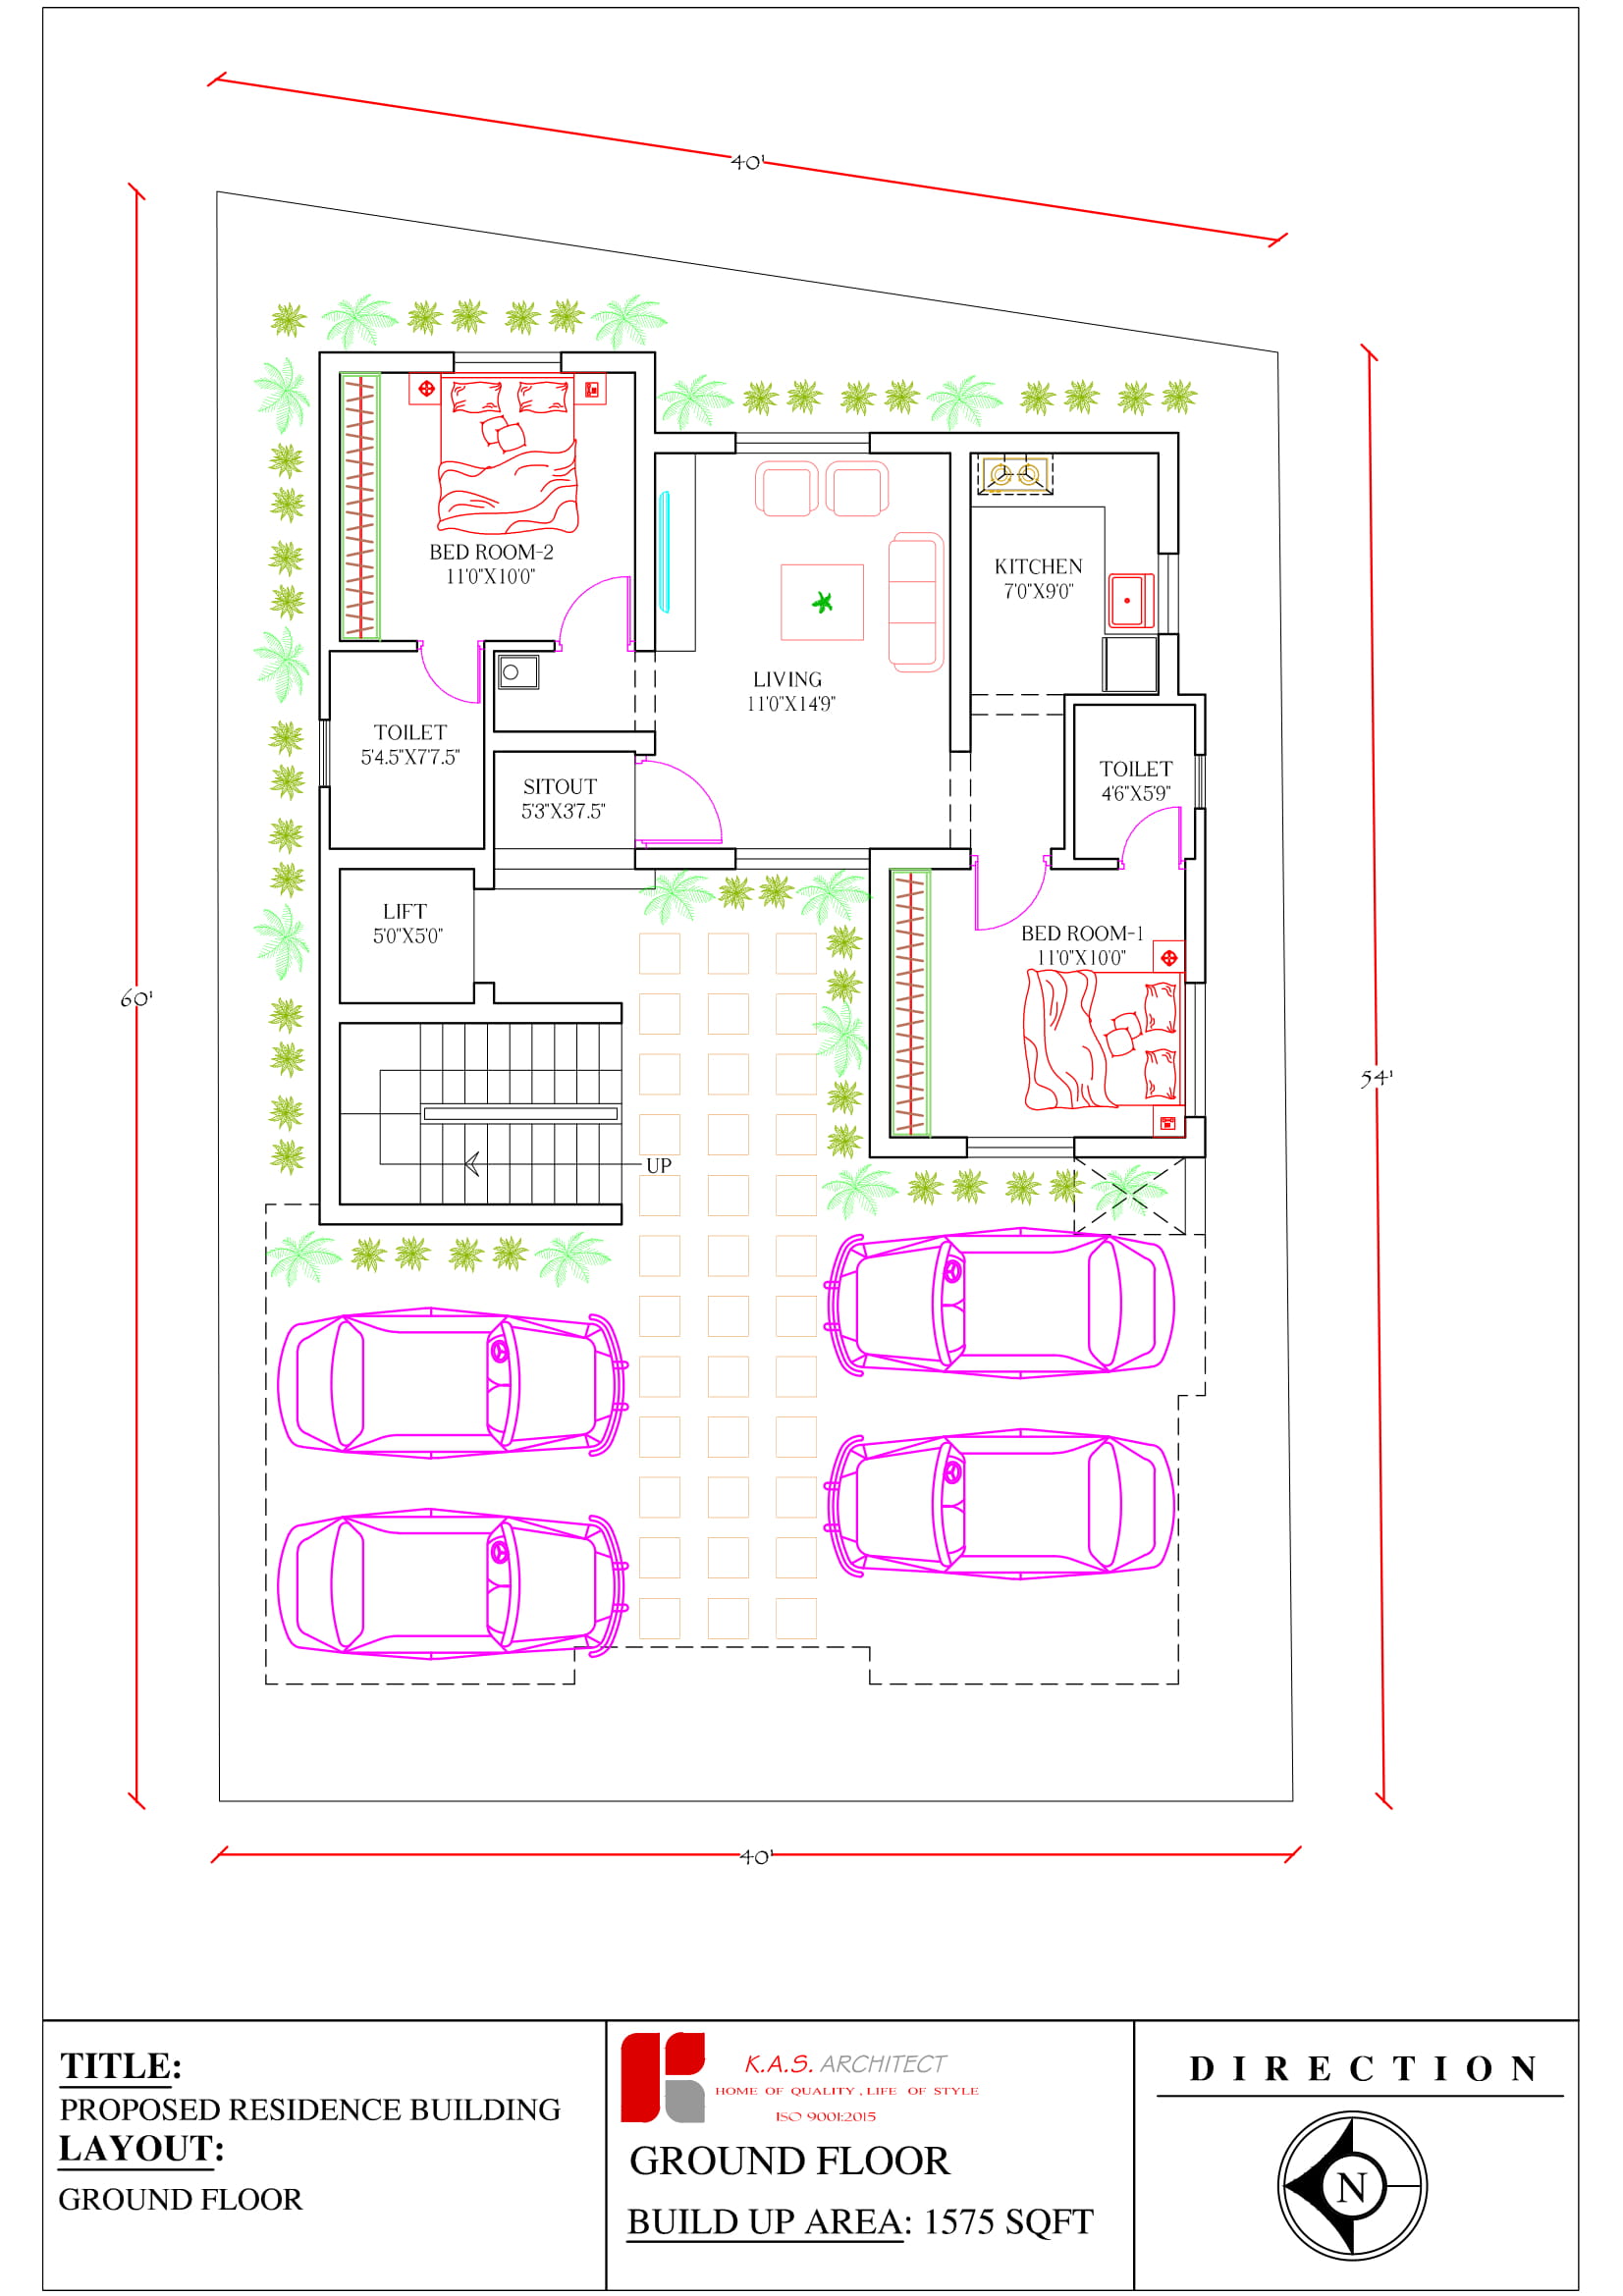 40'
60'
BED ROOM-2
11'0"X10'0"
KITCHEN
7'0"X9'0"
LIVING
11'0"X14'9"
TOILET
5'4.5"X7'7.5"
SITOUT
5'3"X3'7.5"
TOILET
4'6"X5'9"
LIFT
5'0"X5'0"
BED ROOM-1
11'0"X10'0"
54'
UP
40'
TITLE:
PROPOSED RESIDENCE BUILDING
LAYOUT:
GROUND FLOOR
K.A.S. ARCHITECT
HOME OF QUALITY , LIFE OF STYLE
ISO 9001:2015
GROUND FLOOR
BUILD UP AREA: 1575 SQFT
DIRECTION
N